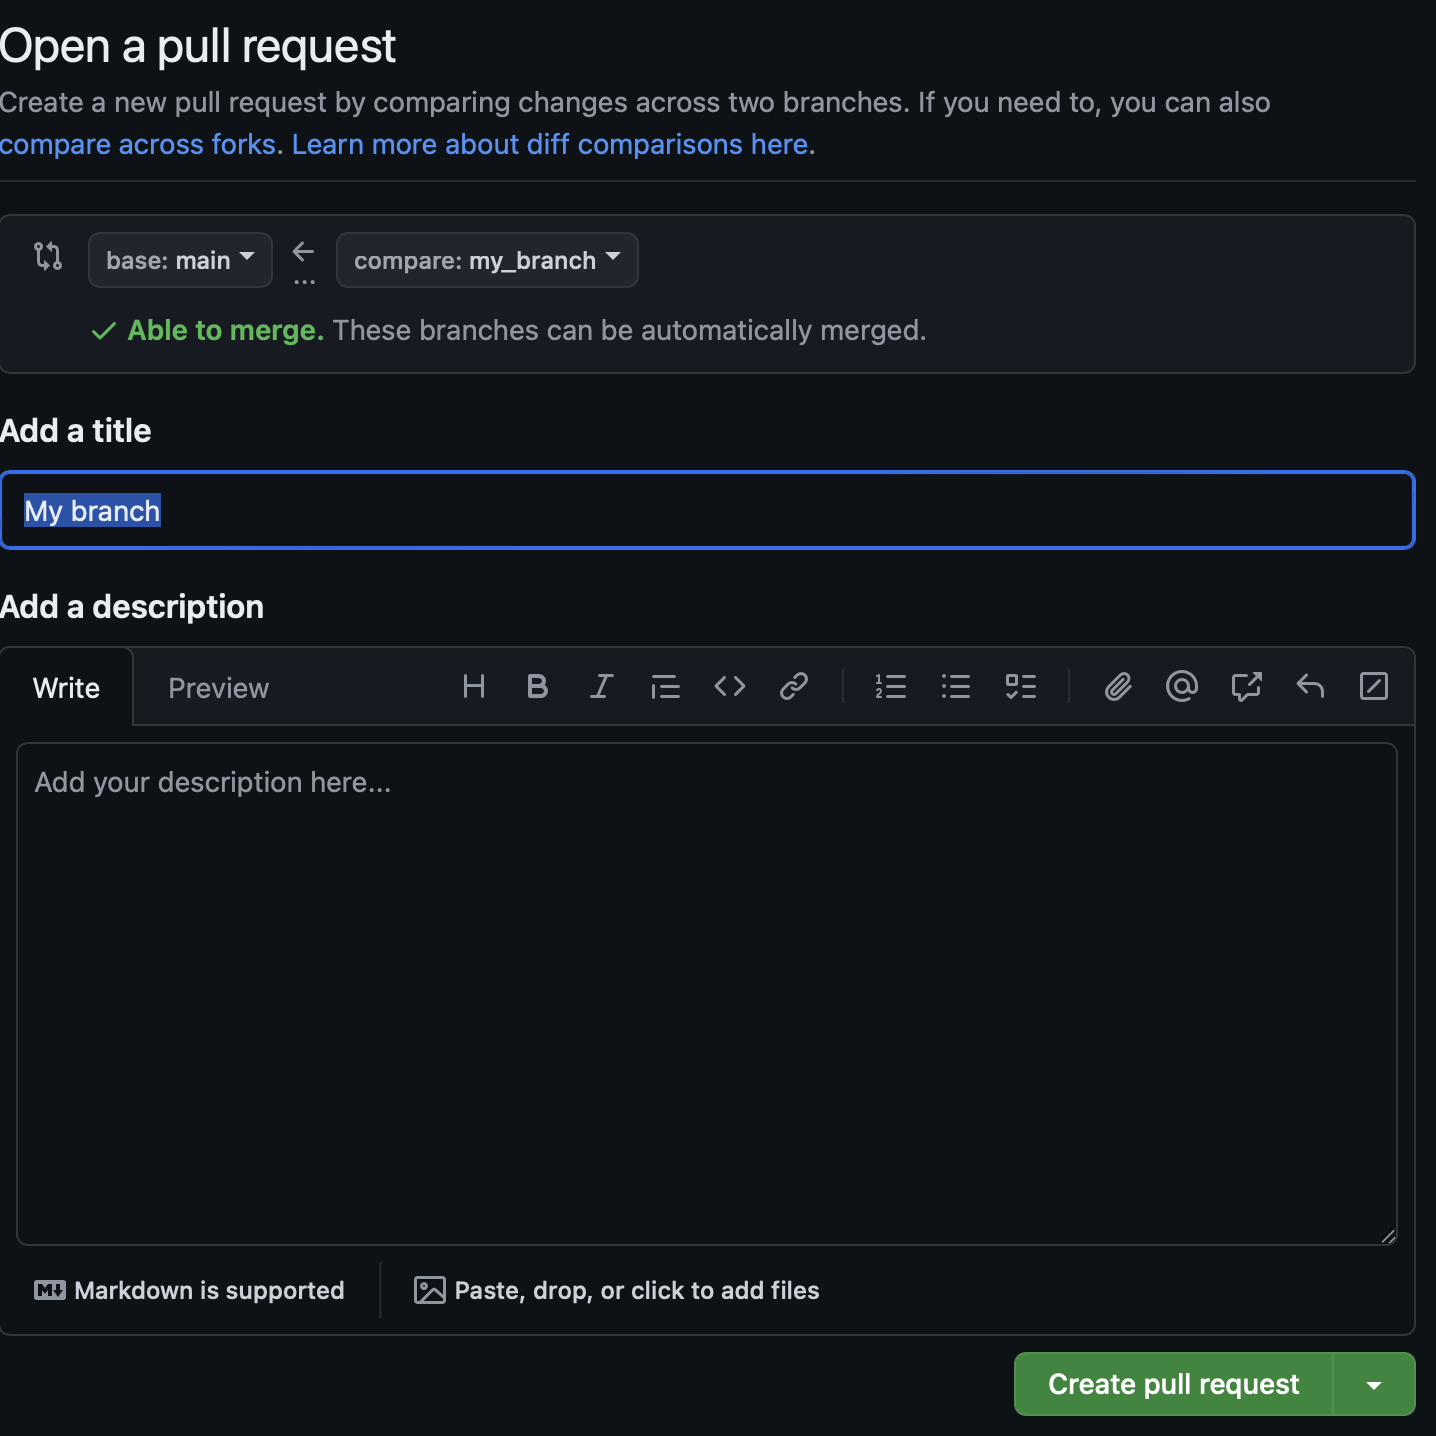 Open a pull request
Create a new pull request by comparing changes across two branches. If you need to, you can also
compare across forks. Learn more about diff comparisons here.
base: main
...
compare: my_branch
Able to merge. These branches can be automatically merged.
Add a title
My branch
Add a description
Write
Preview
Add your description here...
Markdown is supported
Paste, drop, or click to add files
Create pull request